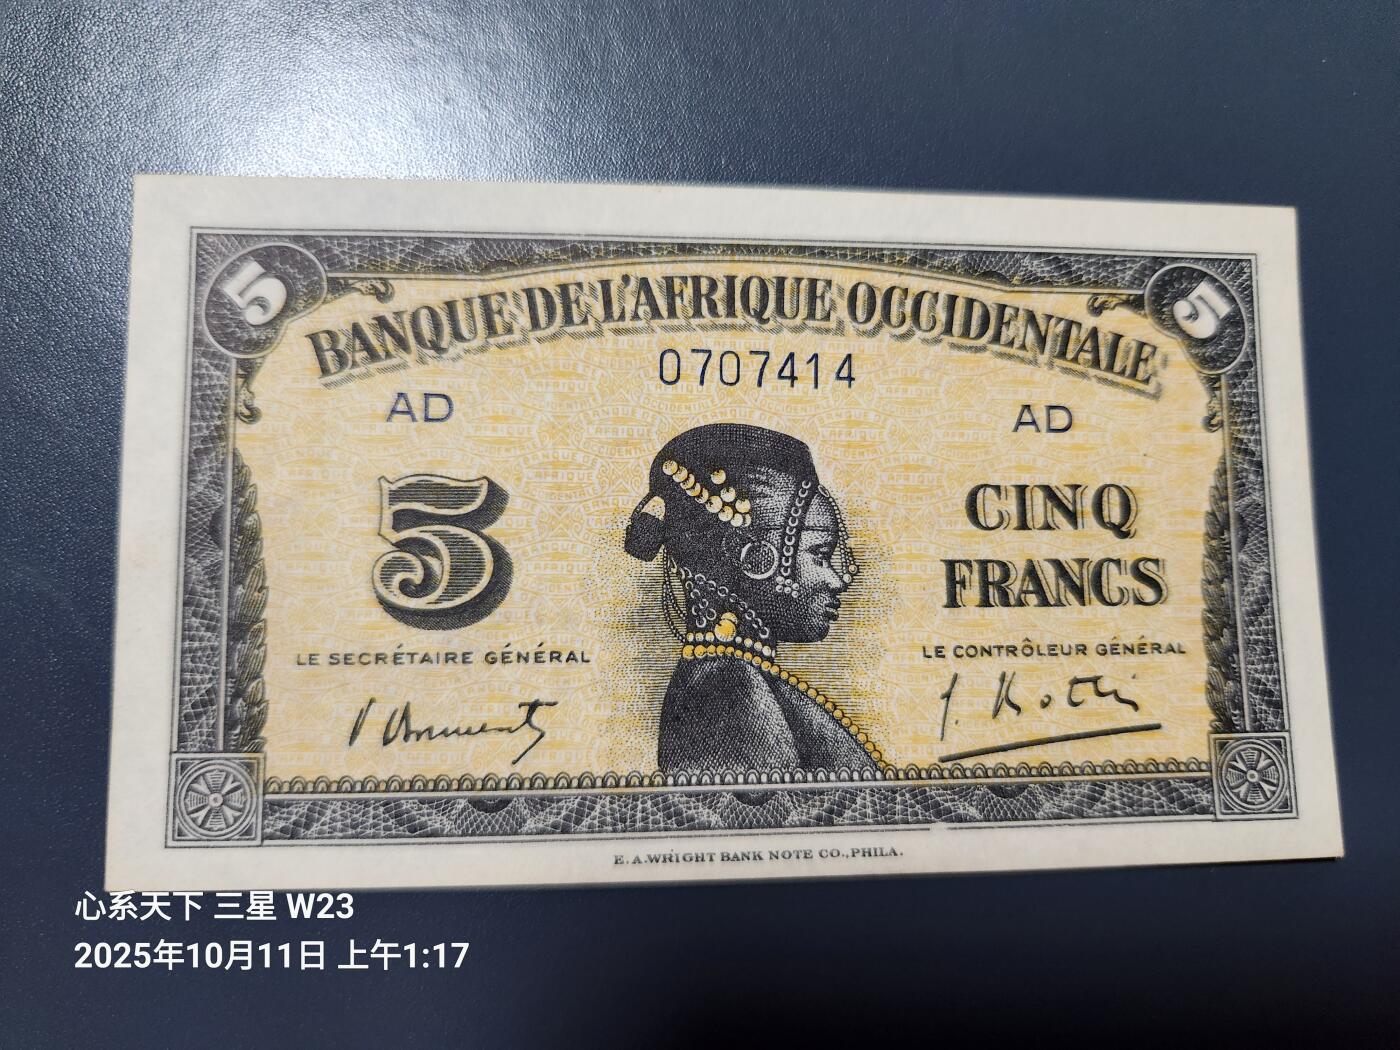 5
5
BANQUE DE L'AFRIQUE OCCIDENTALE
0707414
AD
AD
5
CINQ
FRANCS
LE SECRÉTAIRE GÉNÉRAL
LE CONTRÔLEUR GÉNÉRAL
E.A.WRIGHT BANK NOTE CO., PHILA.
心系天下 三星 W23
2025年10月11日 上午1:17